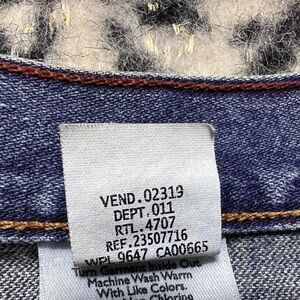 VEND.02319
DEPT.011
RTL.4707
REF.23507716
WPL 9647 CA00665
Turn Garment Inside Out.
Machine Wash Warm
With Like Colors.
Chlorine